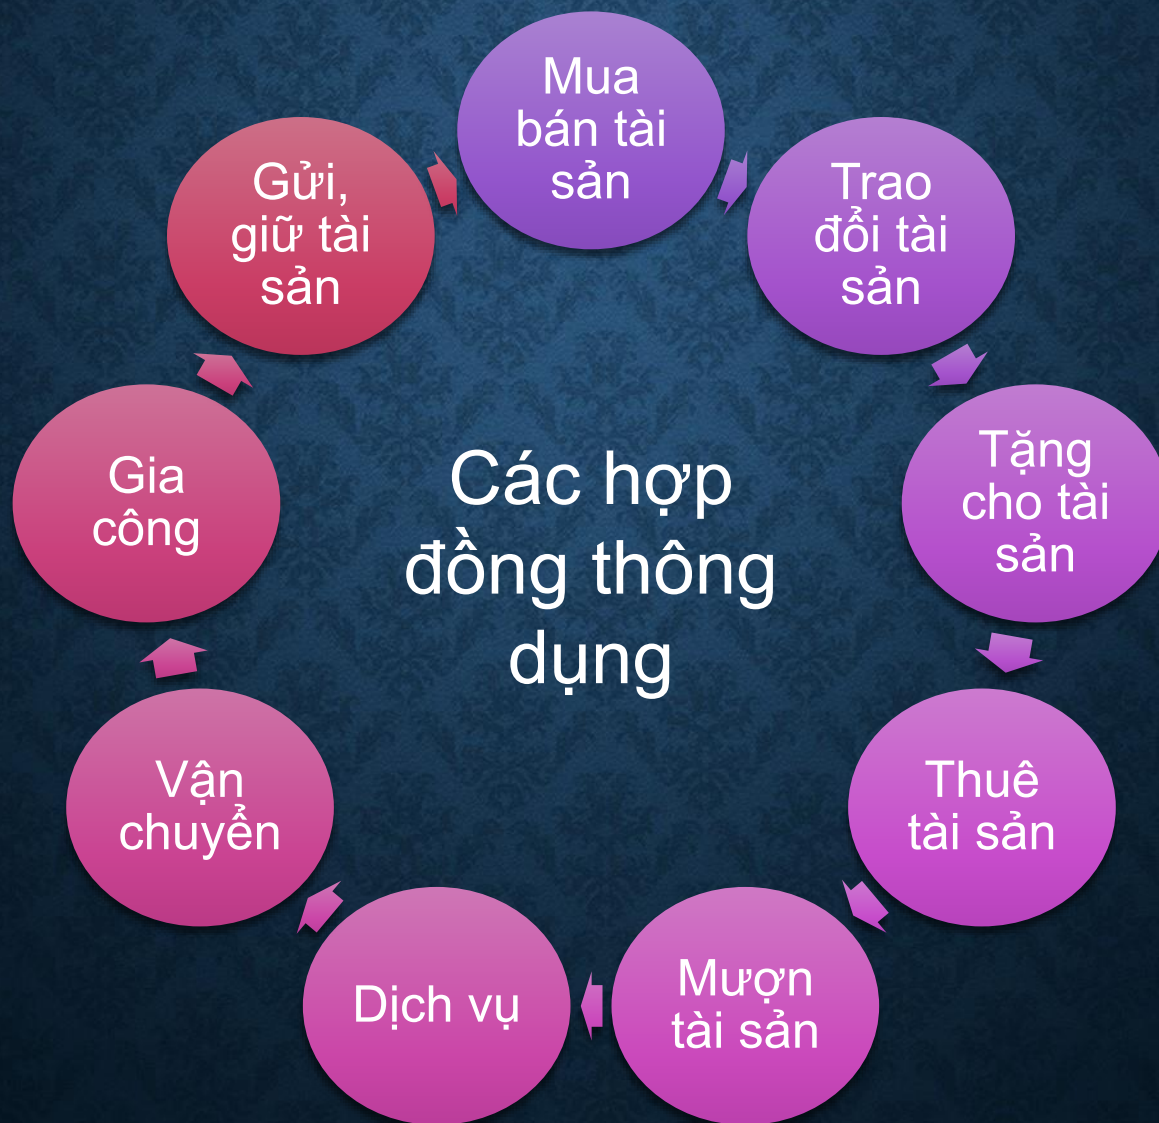 Mua
bán tài
sản
Trao
đổi tài
sản
Tặng
cho tài
sản
Thuê
tài sản
Mượn
tài sản
Dịch vụ
Vận
chuyển
Gia
công
Gửi,
giữ tài
sản
Các hợp
đồng thông
dụng